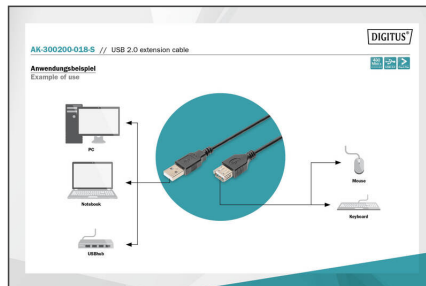 DIGITUS®
AK-300200-018-S // USB 2.0 extension cable
Anwendungsbeispiel
Example of use
PC
Notebook
USBhub
Mouse
Keyboard